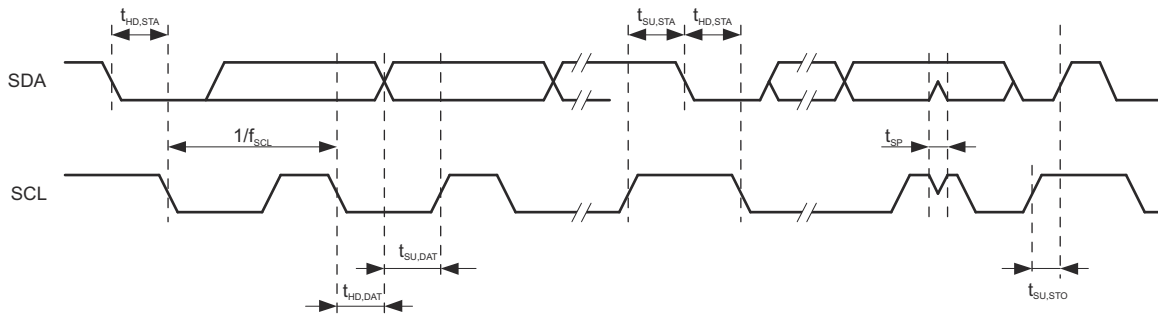 tHD,STA
tSU,STA
tHD,STA
SDA
1/fSCL
tSP
SCL
tSU,DAT
tHD,DAT
tSU,STO